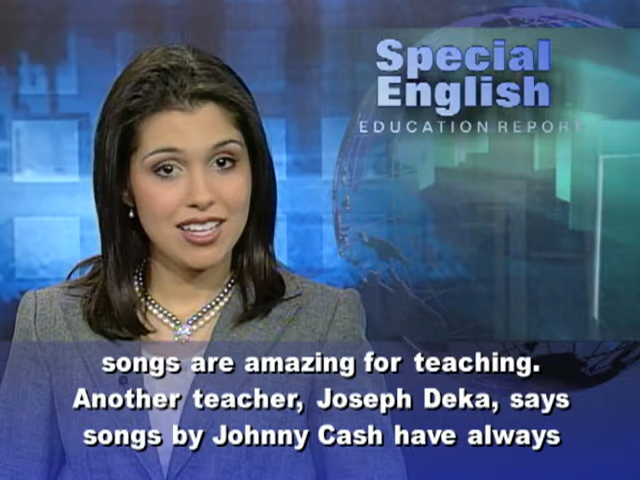 Special
English
EDUCATION REPORT
songs are amazing for teaching.
Another teacher, Joseph Deka, says
songs by Johnny Cash have always